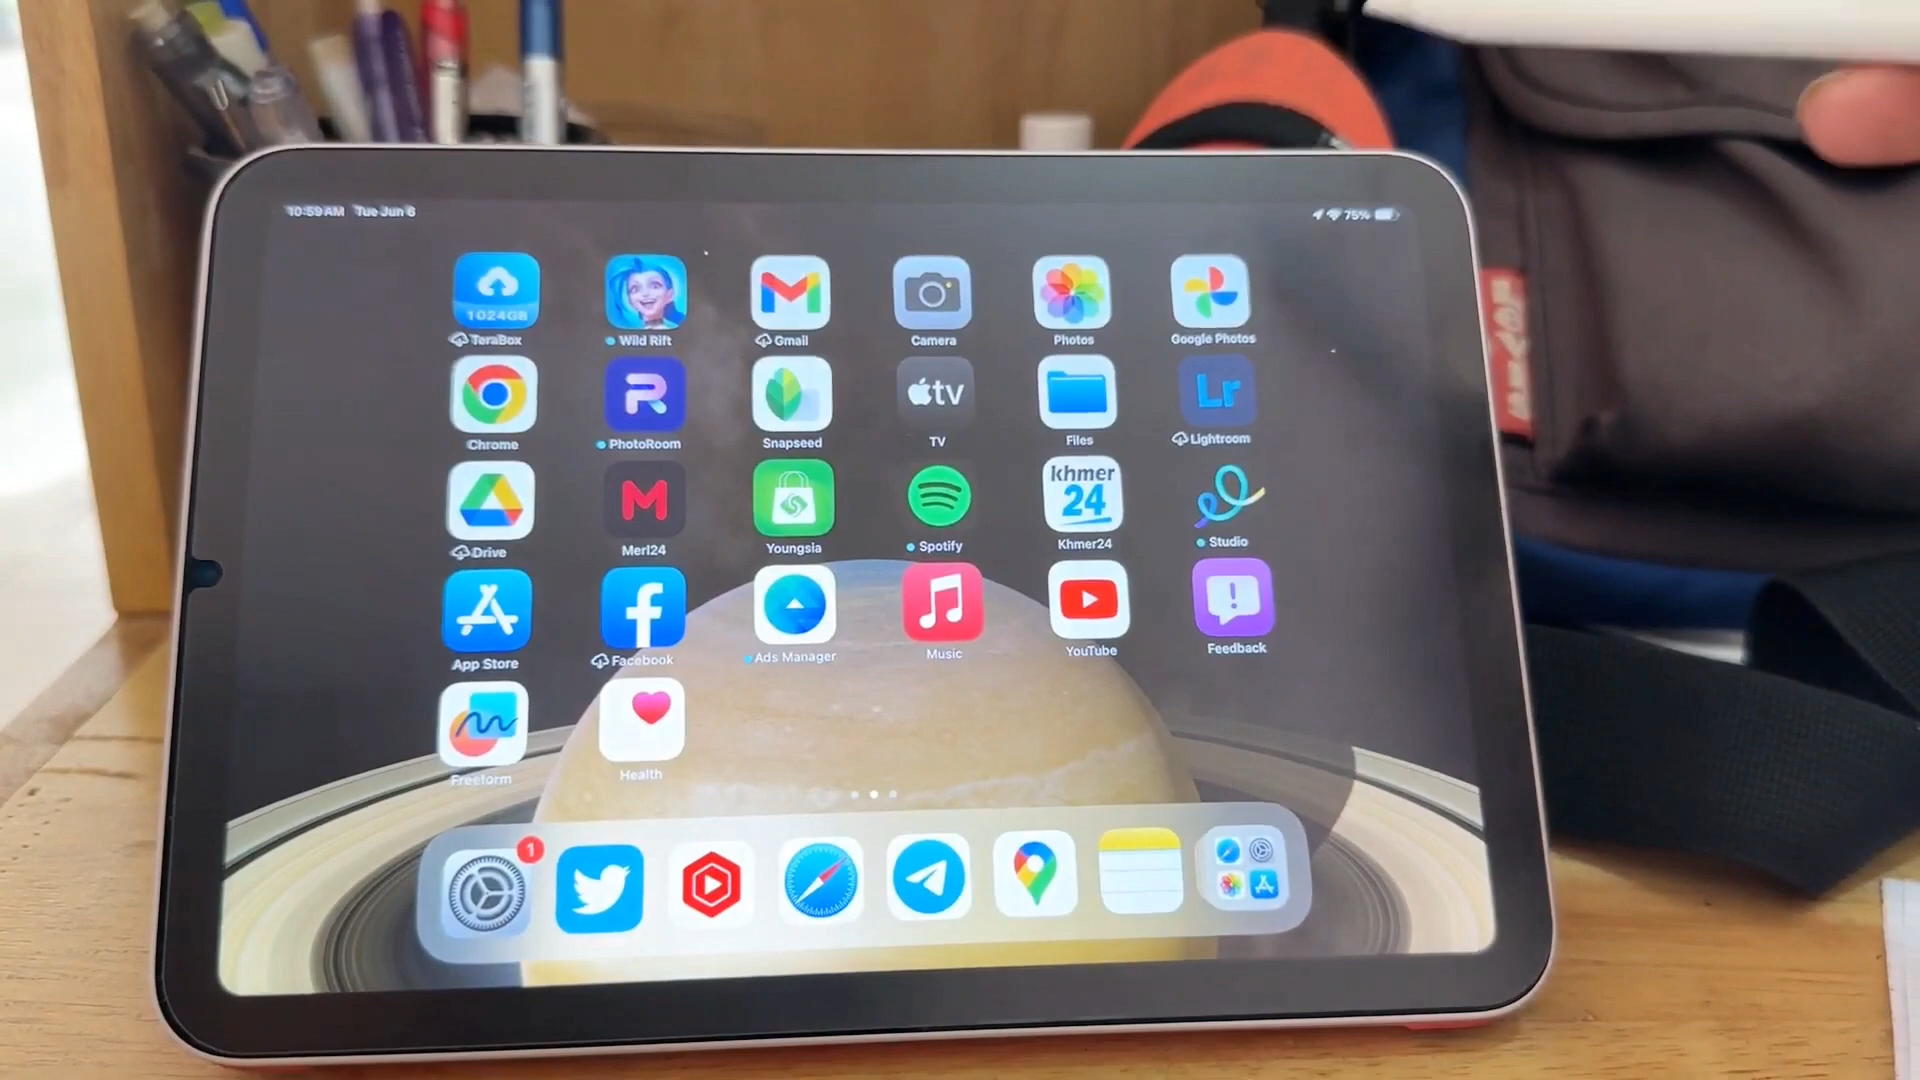 10:59 AM Tue Jun 6
75%
1024GB
TeraBox
Wild Rift
Gmail
Camera
Photos
Google Photos
tv
Lr
Chrome
PhotoRoom
Snapseed
TV
Files
Lightroom
khmer
24
Drive
Merl24
Youngsia
Spotify
Khmer24
Studio
App Store
Facebook
Ads Manager
Music
YouTube
Feedback
Freeform
Health
1